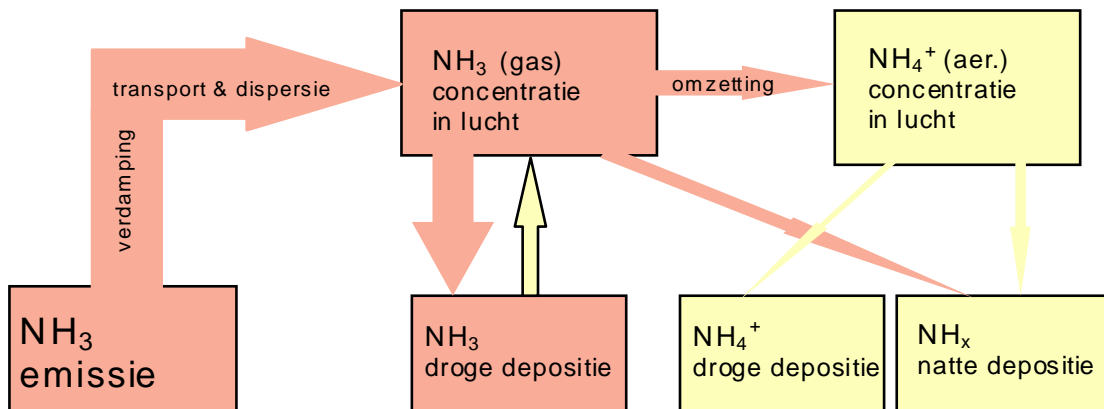 transport & dispersie
NH₃ (gas)
concentratie
in lucht
omzetting
NH₄⁺ (aer.)
concentratie
in lucht
verdamping
NH₃
emissie
NH₃
droge depositie
NH₄⁺
droge depositie
NHₓ
natte depositie